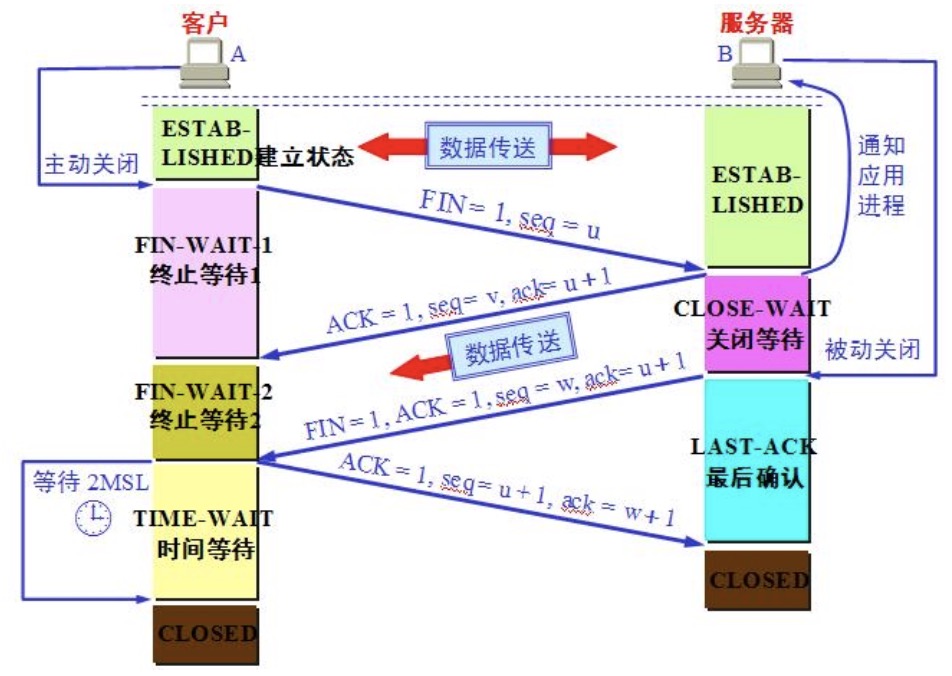 客户
服务器
A
B
ESTAB-
LISHED建立状态
数据传送
通知
应用
进程
主动关闭
ESTAB-
LISHED
FIN = 1, seq = u
FIN-WAIT-1
终止等待1
ACK = 1, seq= v, ack= u+1
CLOSE-WAIT
关闭等待
数据传送
被动关闭
FIN-WAIT-2
终止等待2
FIN=1, ACK = 1, seq = w, ack= u+1
LAST-ACK
最后确认
ACK = 1, seq= u+1, ack = w+1
等待 2MSL
TIME-WAIT
时间等待
CLOSED
CLOSED